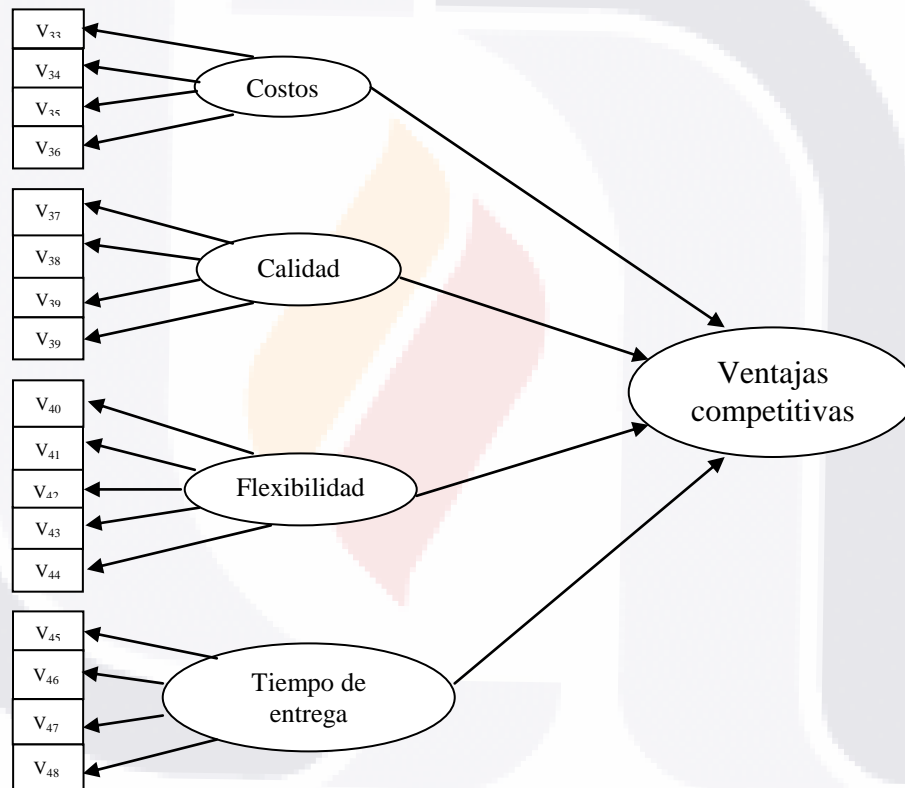 V33
V34
V35
V36
Costos
V37
V38
V39
V39
Calidad
V40
V41
V42
V43
V44
Flexibilidad
V45
V46
V47
V48
Tiempo de
entrega
Ventajas
competitivas